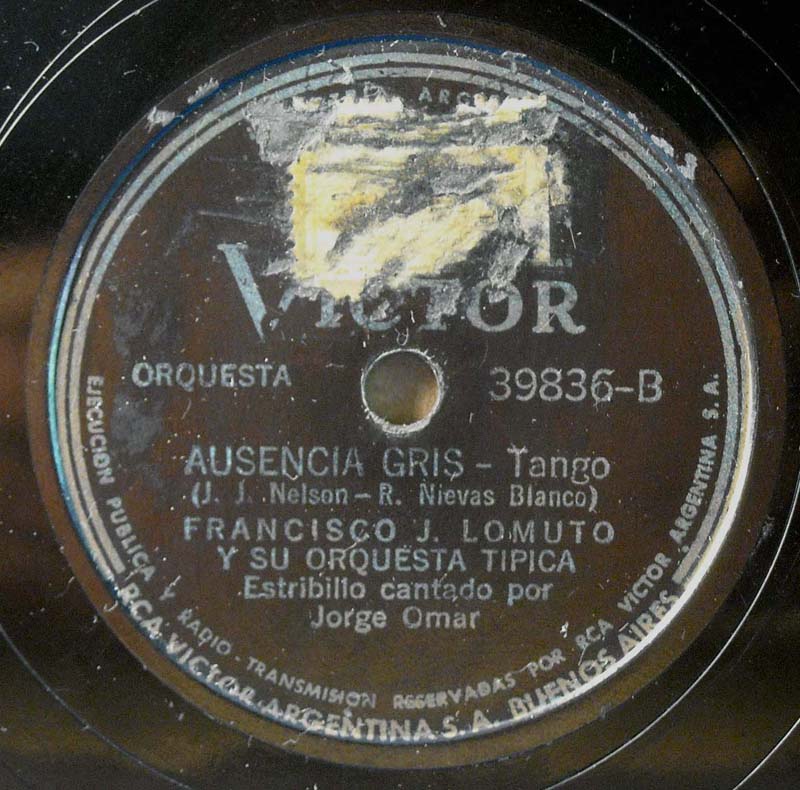 VICTOR
ORQUESTA 39836-B
AUSENCIA GRIS - Tango
(J. J. Nelson - R. Nievas Blanco)
FRANCISCO J. LOMUTO
Y SU ORQUESTA TIPICA
Estribillo cantado por
Jorge Omar
EJECUCION PUBLICA Y RADIO-TRANSMISION RESERVADAS POR RCA VICTOR ARGENTINA S.A.
RCA VICTOR ARGENTINA S.A. BUENOS AIRES